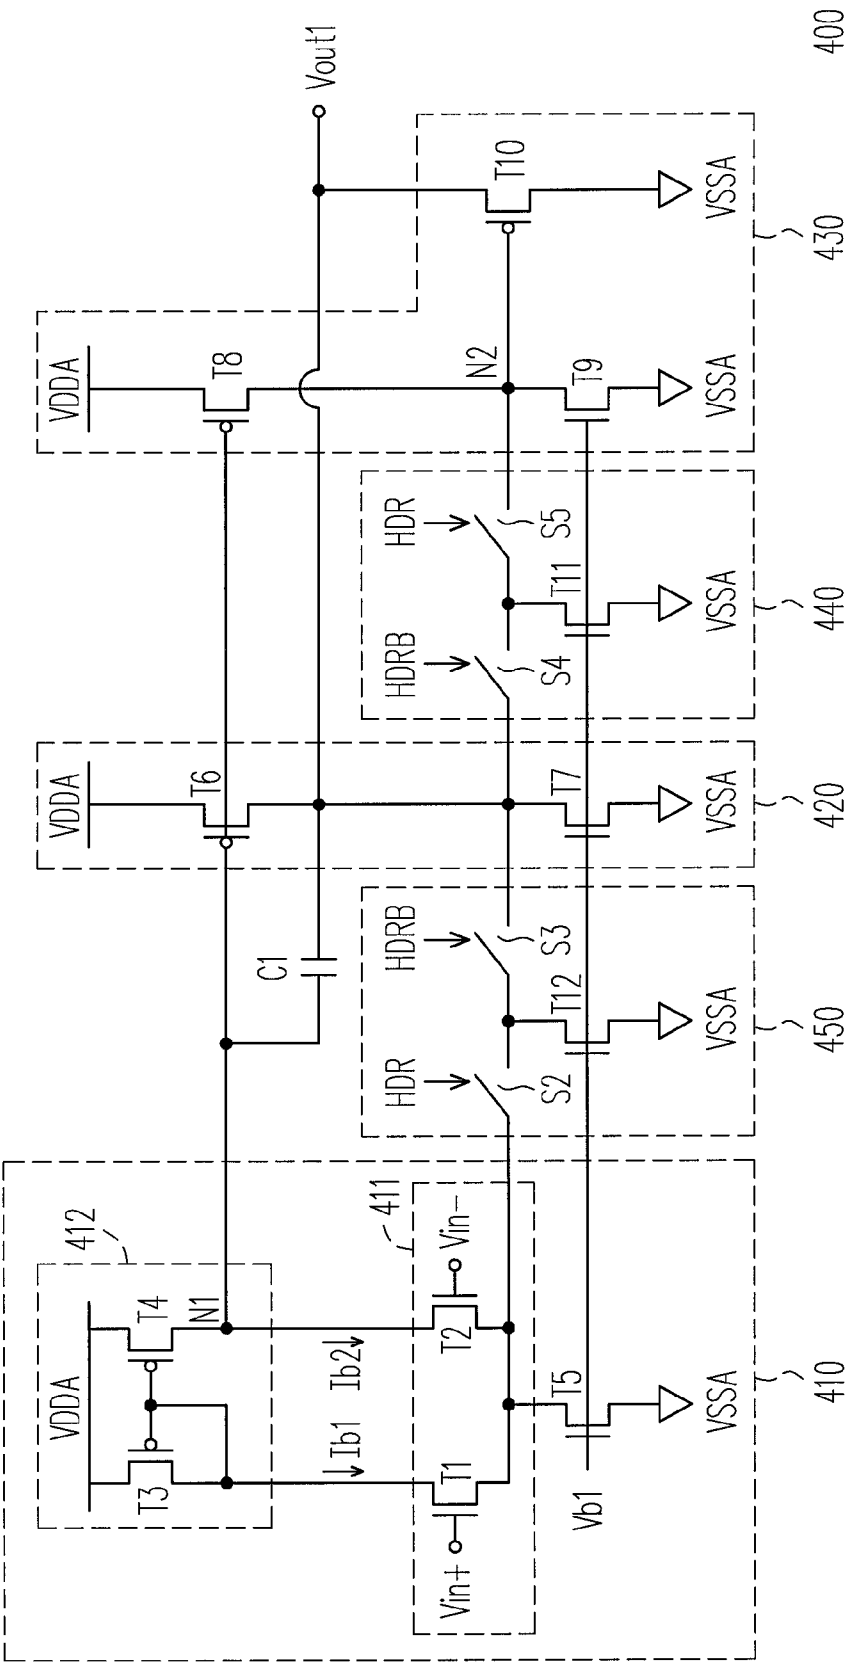 400
Vout1
VDDA
T8
T10
VSSA
N2
T9
VSSA
430
HDR
S5
HDRB
S4
T11
VSSA
440
VDDA
T6
T7
VSSA
420
C1
HDRB
S3
HDR
S2
T12
VSSA
450
412
VDDA
T4
N1
T3
Ib2
Ib1
411
Vin-
T2
T1
Vin+
T5
Vb1
VSSA
410